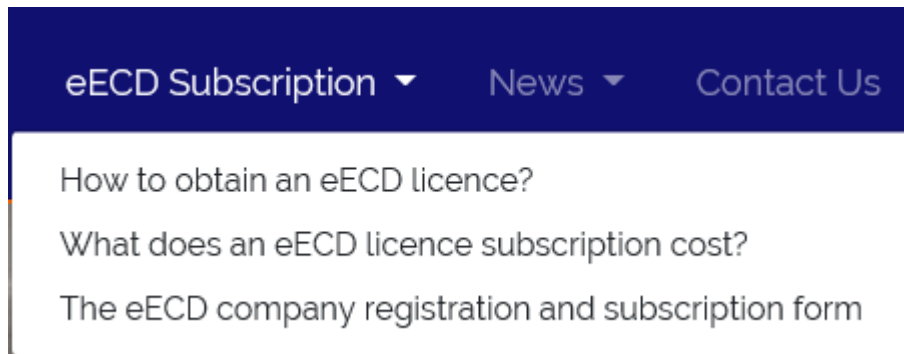 eECD Subscription News Contact Us
How to obtain an eECD licence?
What does an eECD licence subscription cost?
The eECD company registration and subscription form